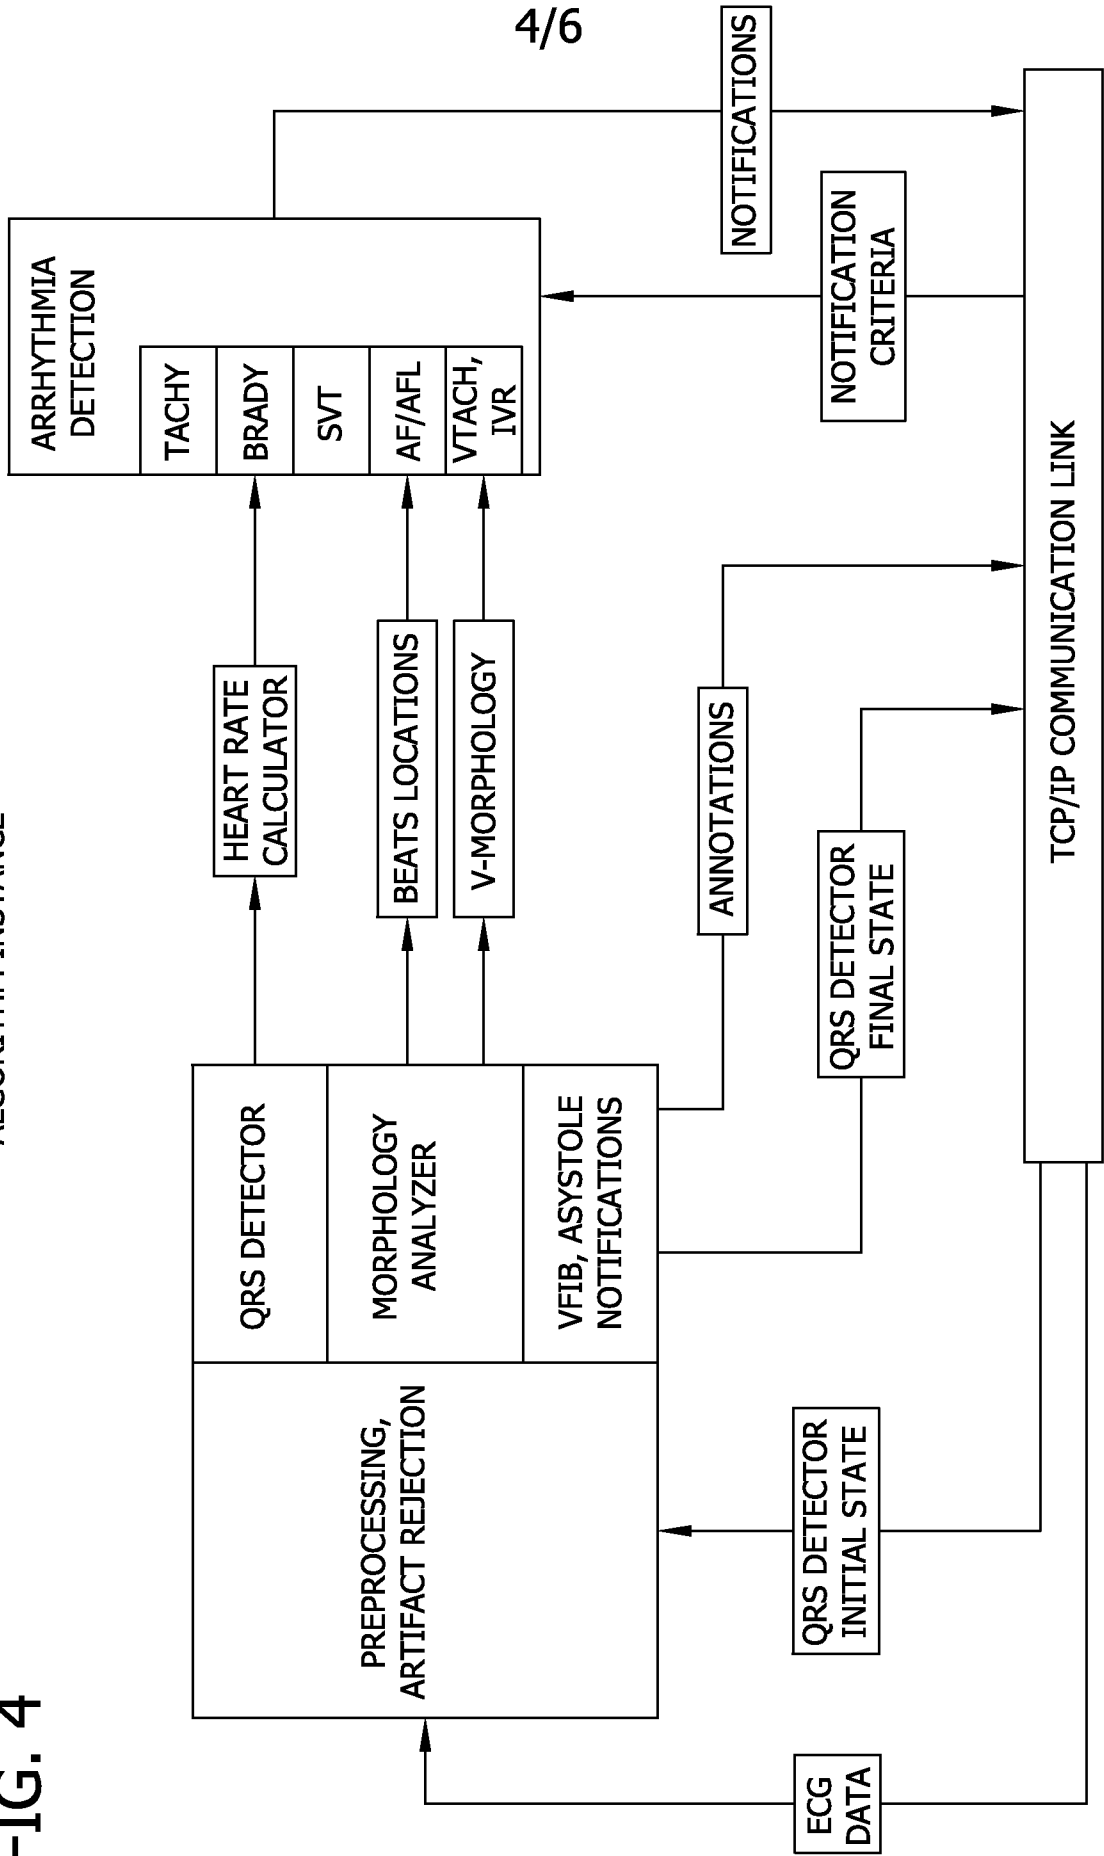 4/6
FIG. 4
ALGORITHM INSTANCE
ARRHYTHMIA
DETECTION
TACHY
BRADY
SVT
AF/AFL
VTACH,
IVR
HEART RATE
CALCULATOR
BEATS LOCATIONS
V-MORPHOLOGY
QRS DETECTOR
MORPHOLOGY
ANALYZER
VFIB, ASYSTOLE
NOTIFICATIONS
PREPROCESSING,
ARTIFACT REJECTION
ECG
DATA
QRS DETECTOR
INITIAL STATE
QRS DETECTOR
FINAL STATE
ANNOTATIONS
NOTIFICATION
CRITERIA
NOTIFICATIONS
TCP/IP COMMUNICATION LINK